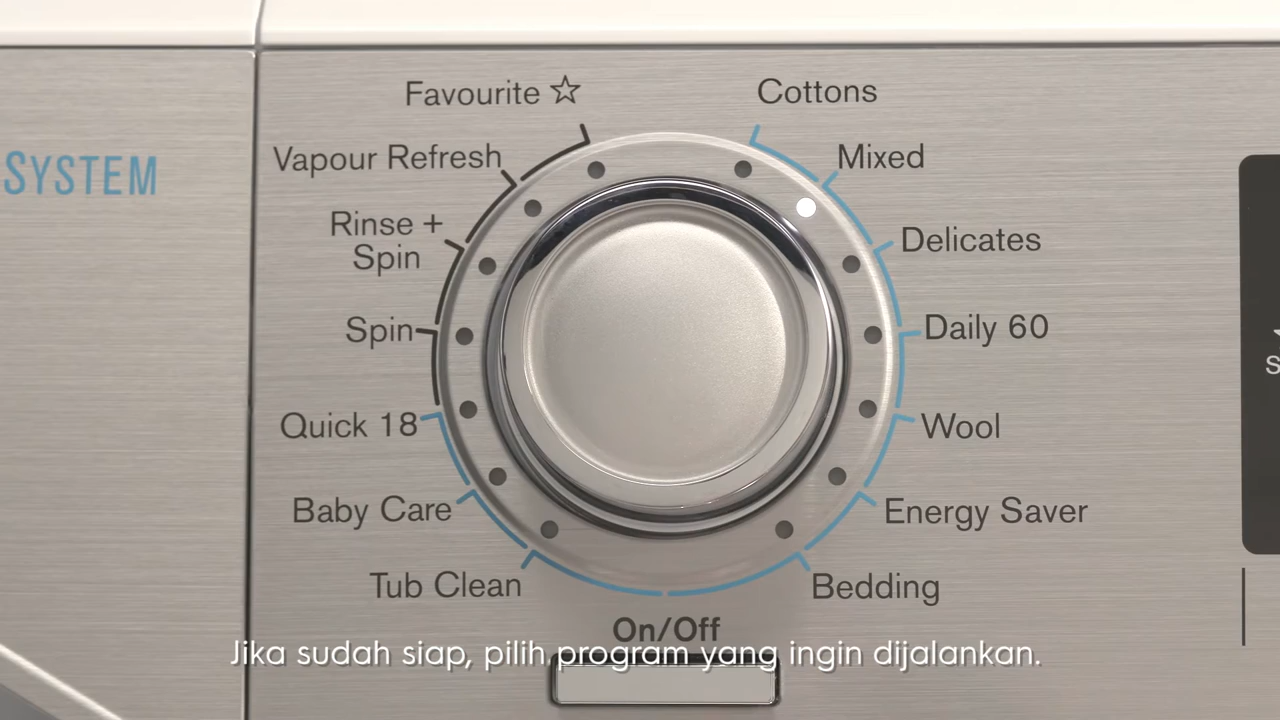 SYSTEM
Favourite ☆
Cottons
Vapour Refresh
Mixed
Rinse +
Spin
Delicates
Spin
Daily 60
Quick 18
Wool
Baby Care
Energy Saver
Tub Clean
Bedding
On/Off
Jika sudah siap, pilih program yang ingin dijalankan.